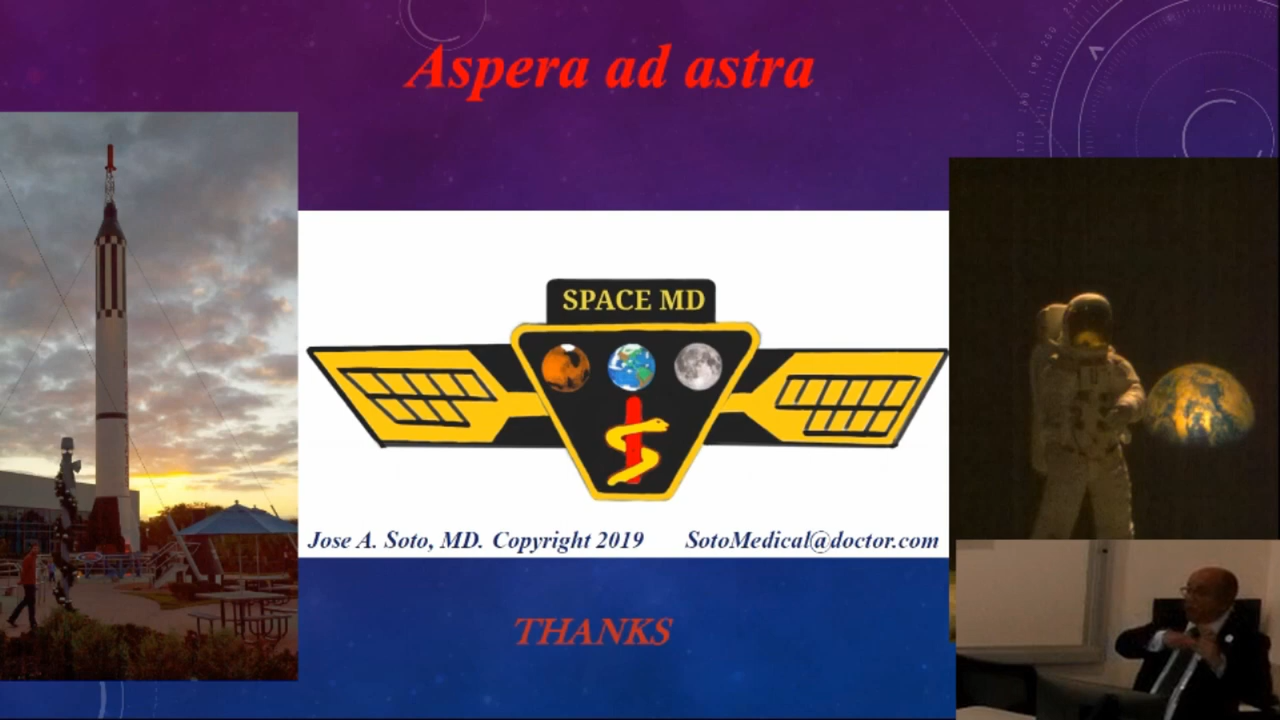 Aspera ad astra
SPACE MD
Jose A. Soto, MD. Copyright 2019 SotoMedical@doctor.com
THANKS